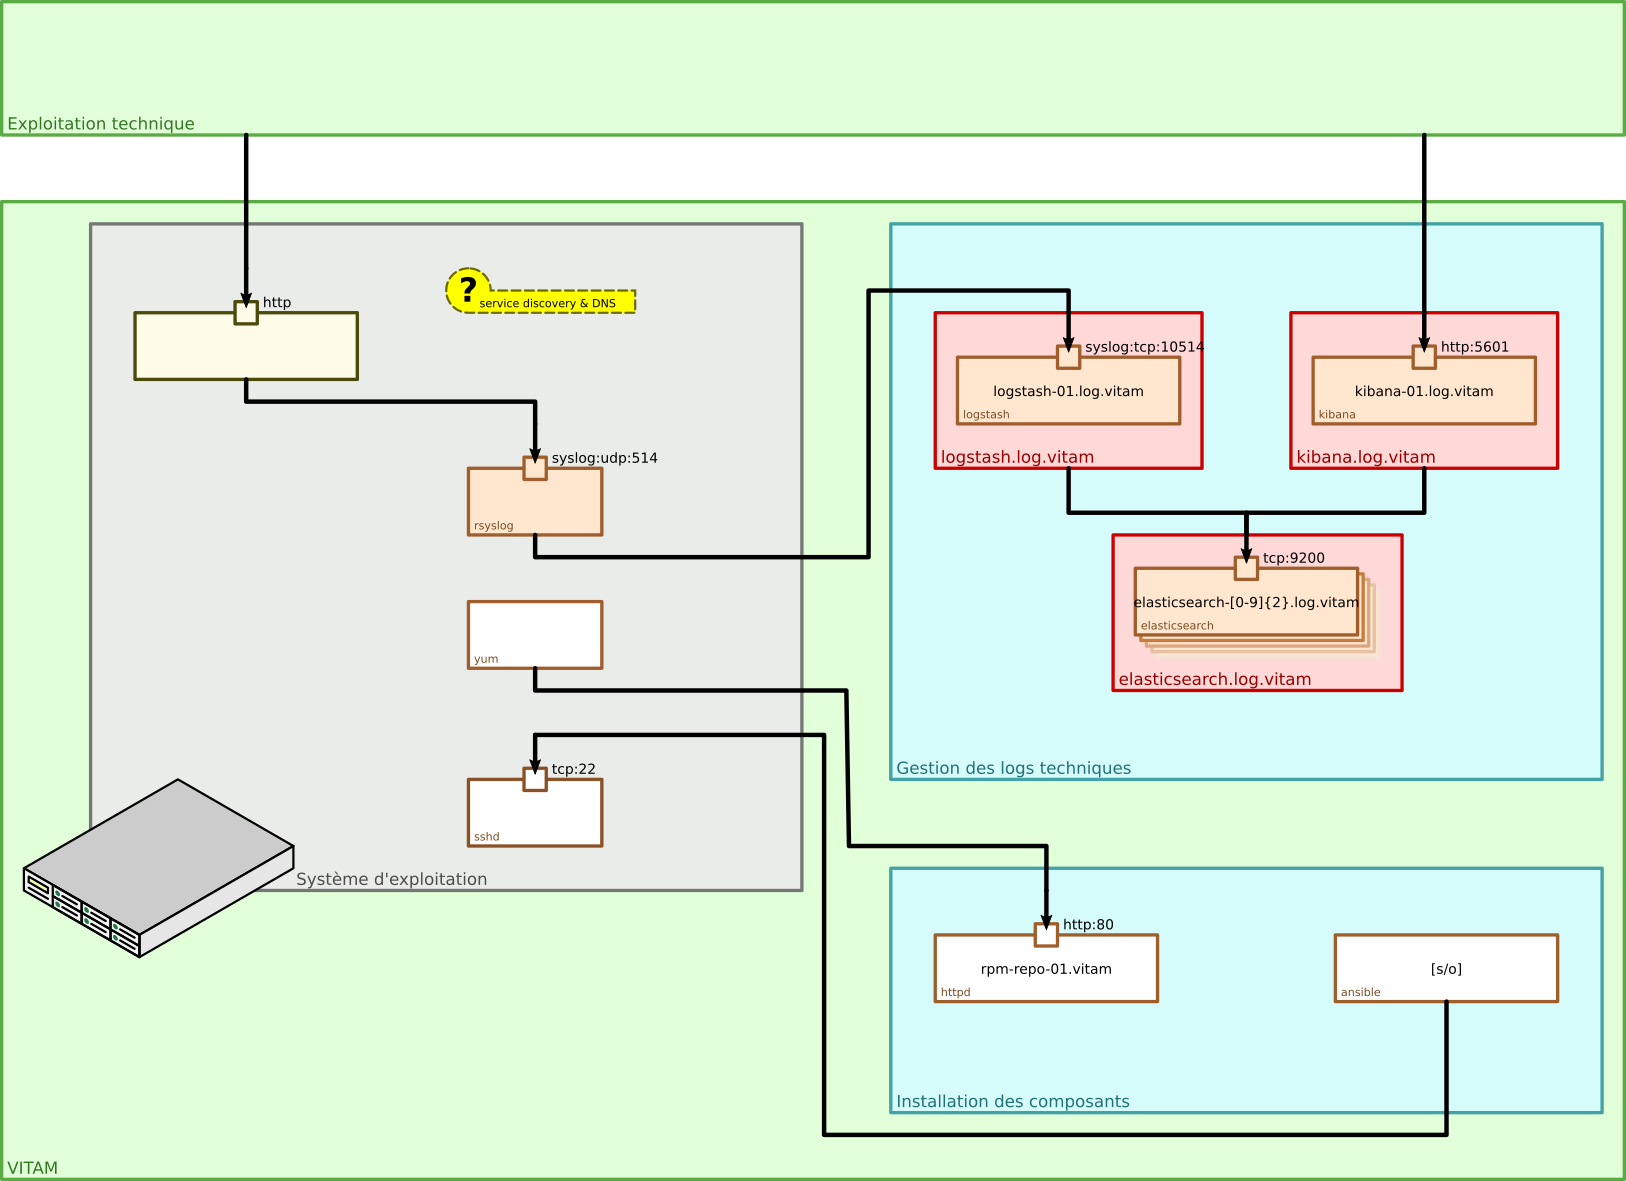 Exploitation technique
http
?
service discovery & DNS
syslog:udp:514
rsyslog
yum
tcp:22
sshd
Système d'exploitation
syslog:tcp:10514
logstash-01.log.vitam
logstash
logstash.log.vitam
http:5601
kibana-01.log.vitam
kibana
kibana.log.vitam
tcp:9200
elasticsearch-[0-9]{2}.log.vitam
elasticsearch
elasticsearch.log.vitam
Gestion des logs techniques
http:80
rpm-repo-01.vitam
httpd
[s/o]
ansible
Installation des composants
VITAM